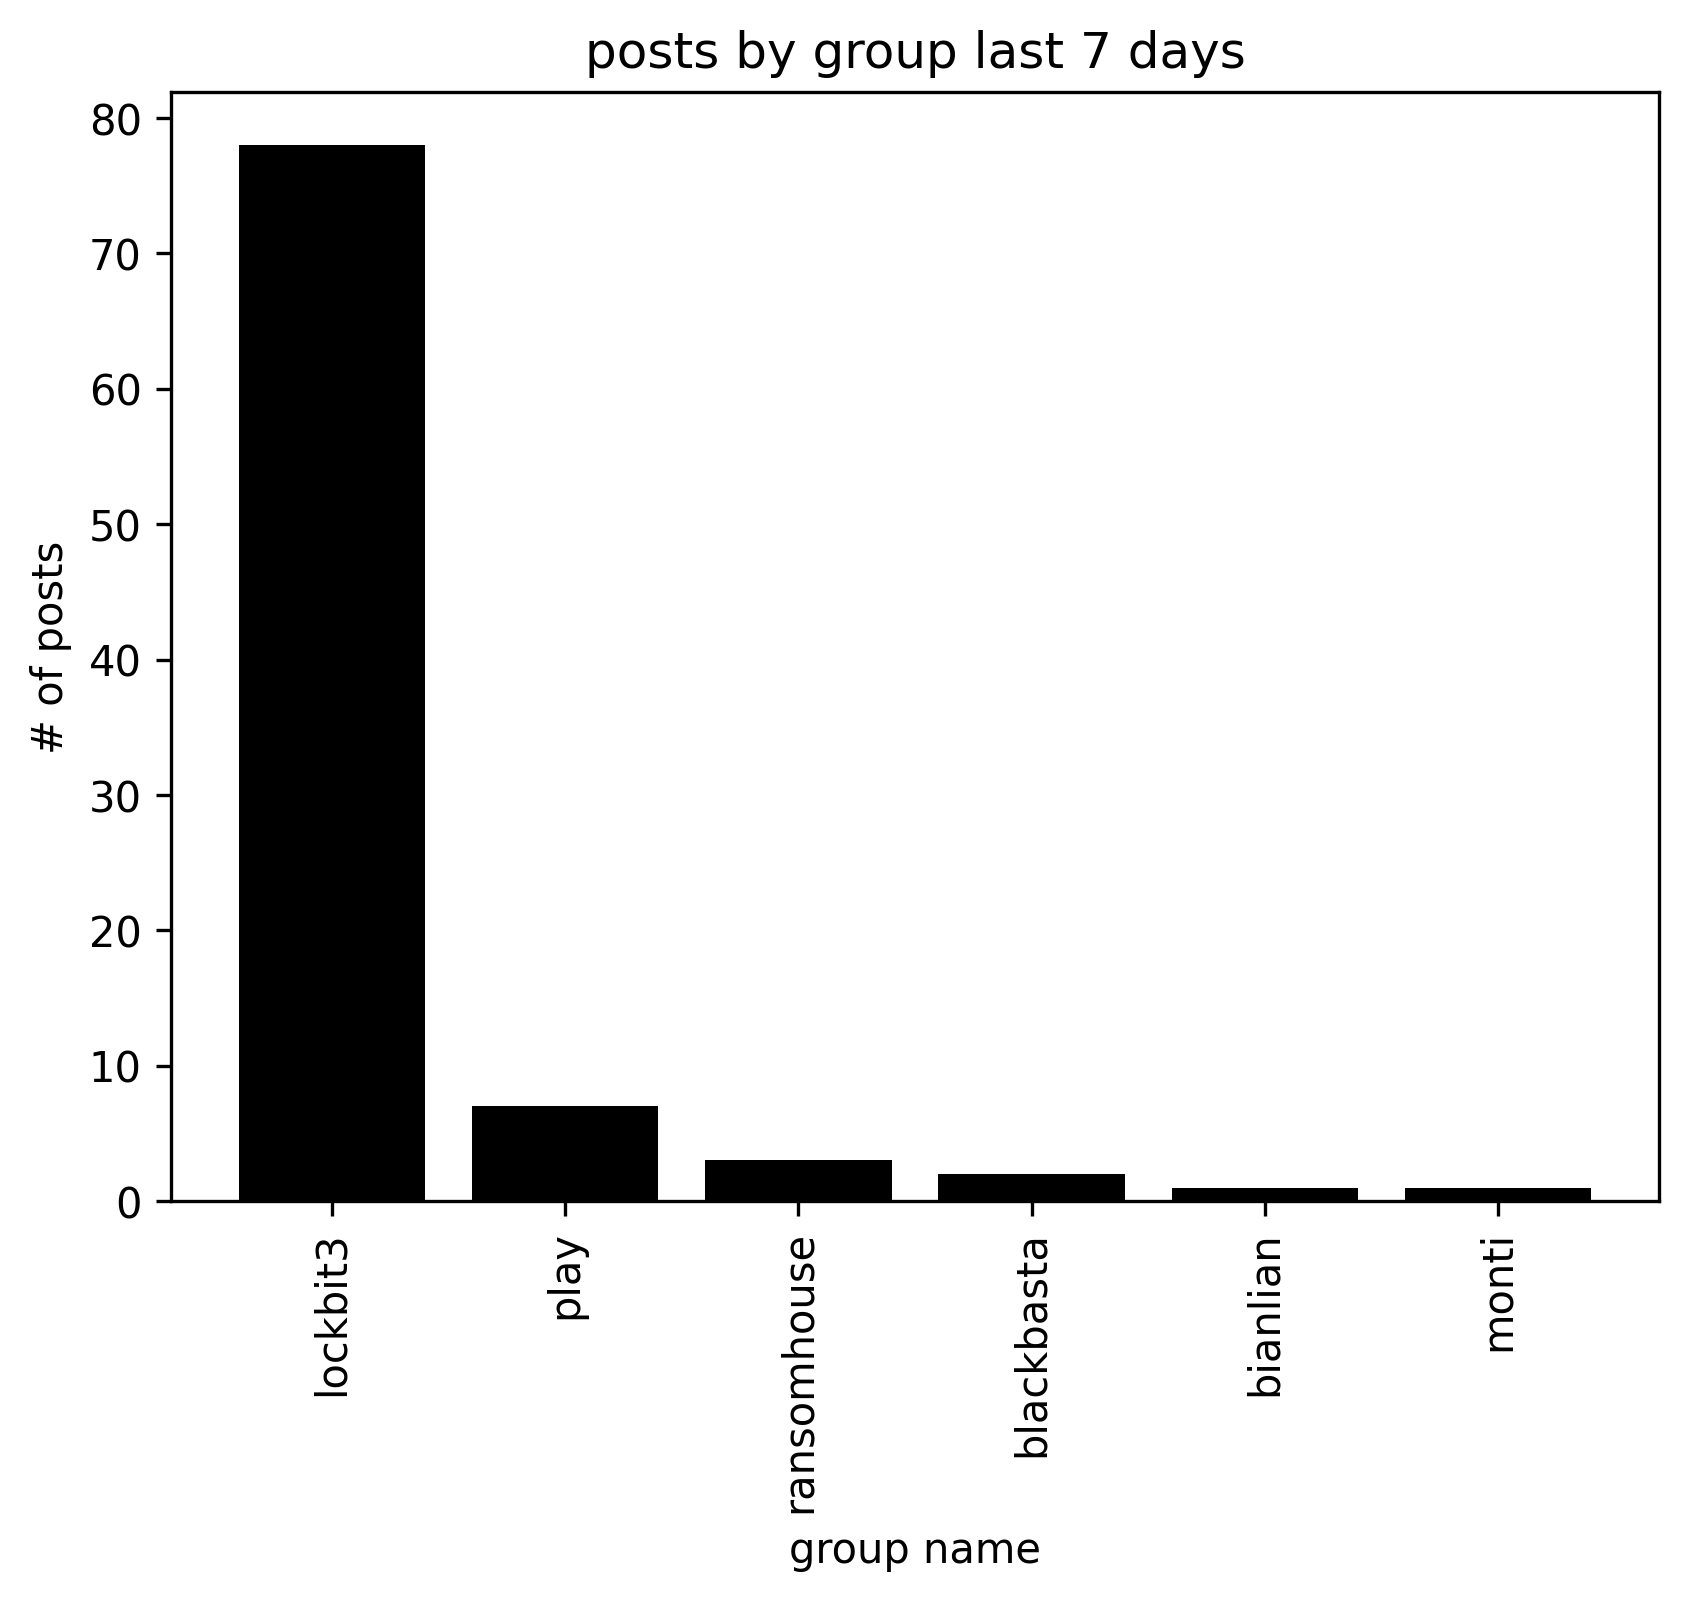 posts by group last 7 days
80
70
60
50
40
30
20
10
0
# of posts
lockbit3
play
ransomhouse
blackbasta
bianlian
monti
group name